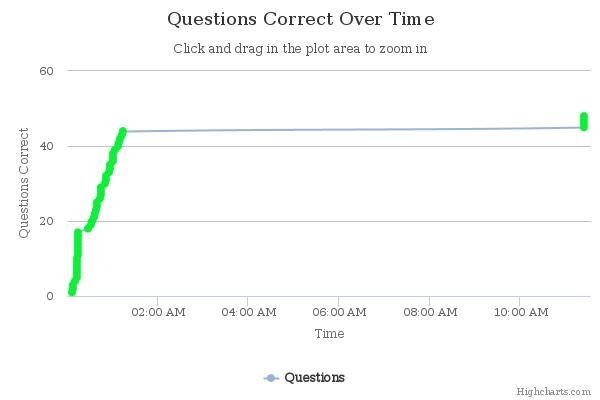 Questions Correct Over Time
Click and drag in the plot area to zoom in
Questions Correct
60
40
20
0
02:00 AM 04:00 AM 06:00 AM 08:00 AM 10:00 AM
Time
Questions
Highcharts.com